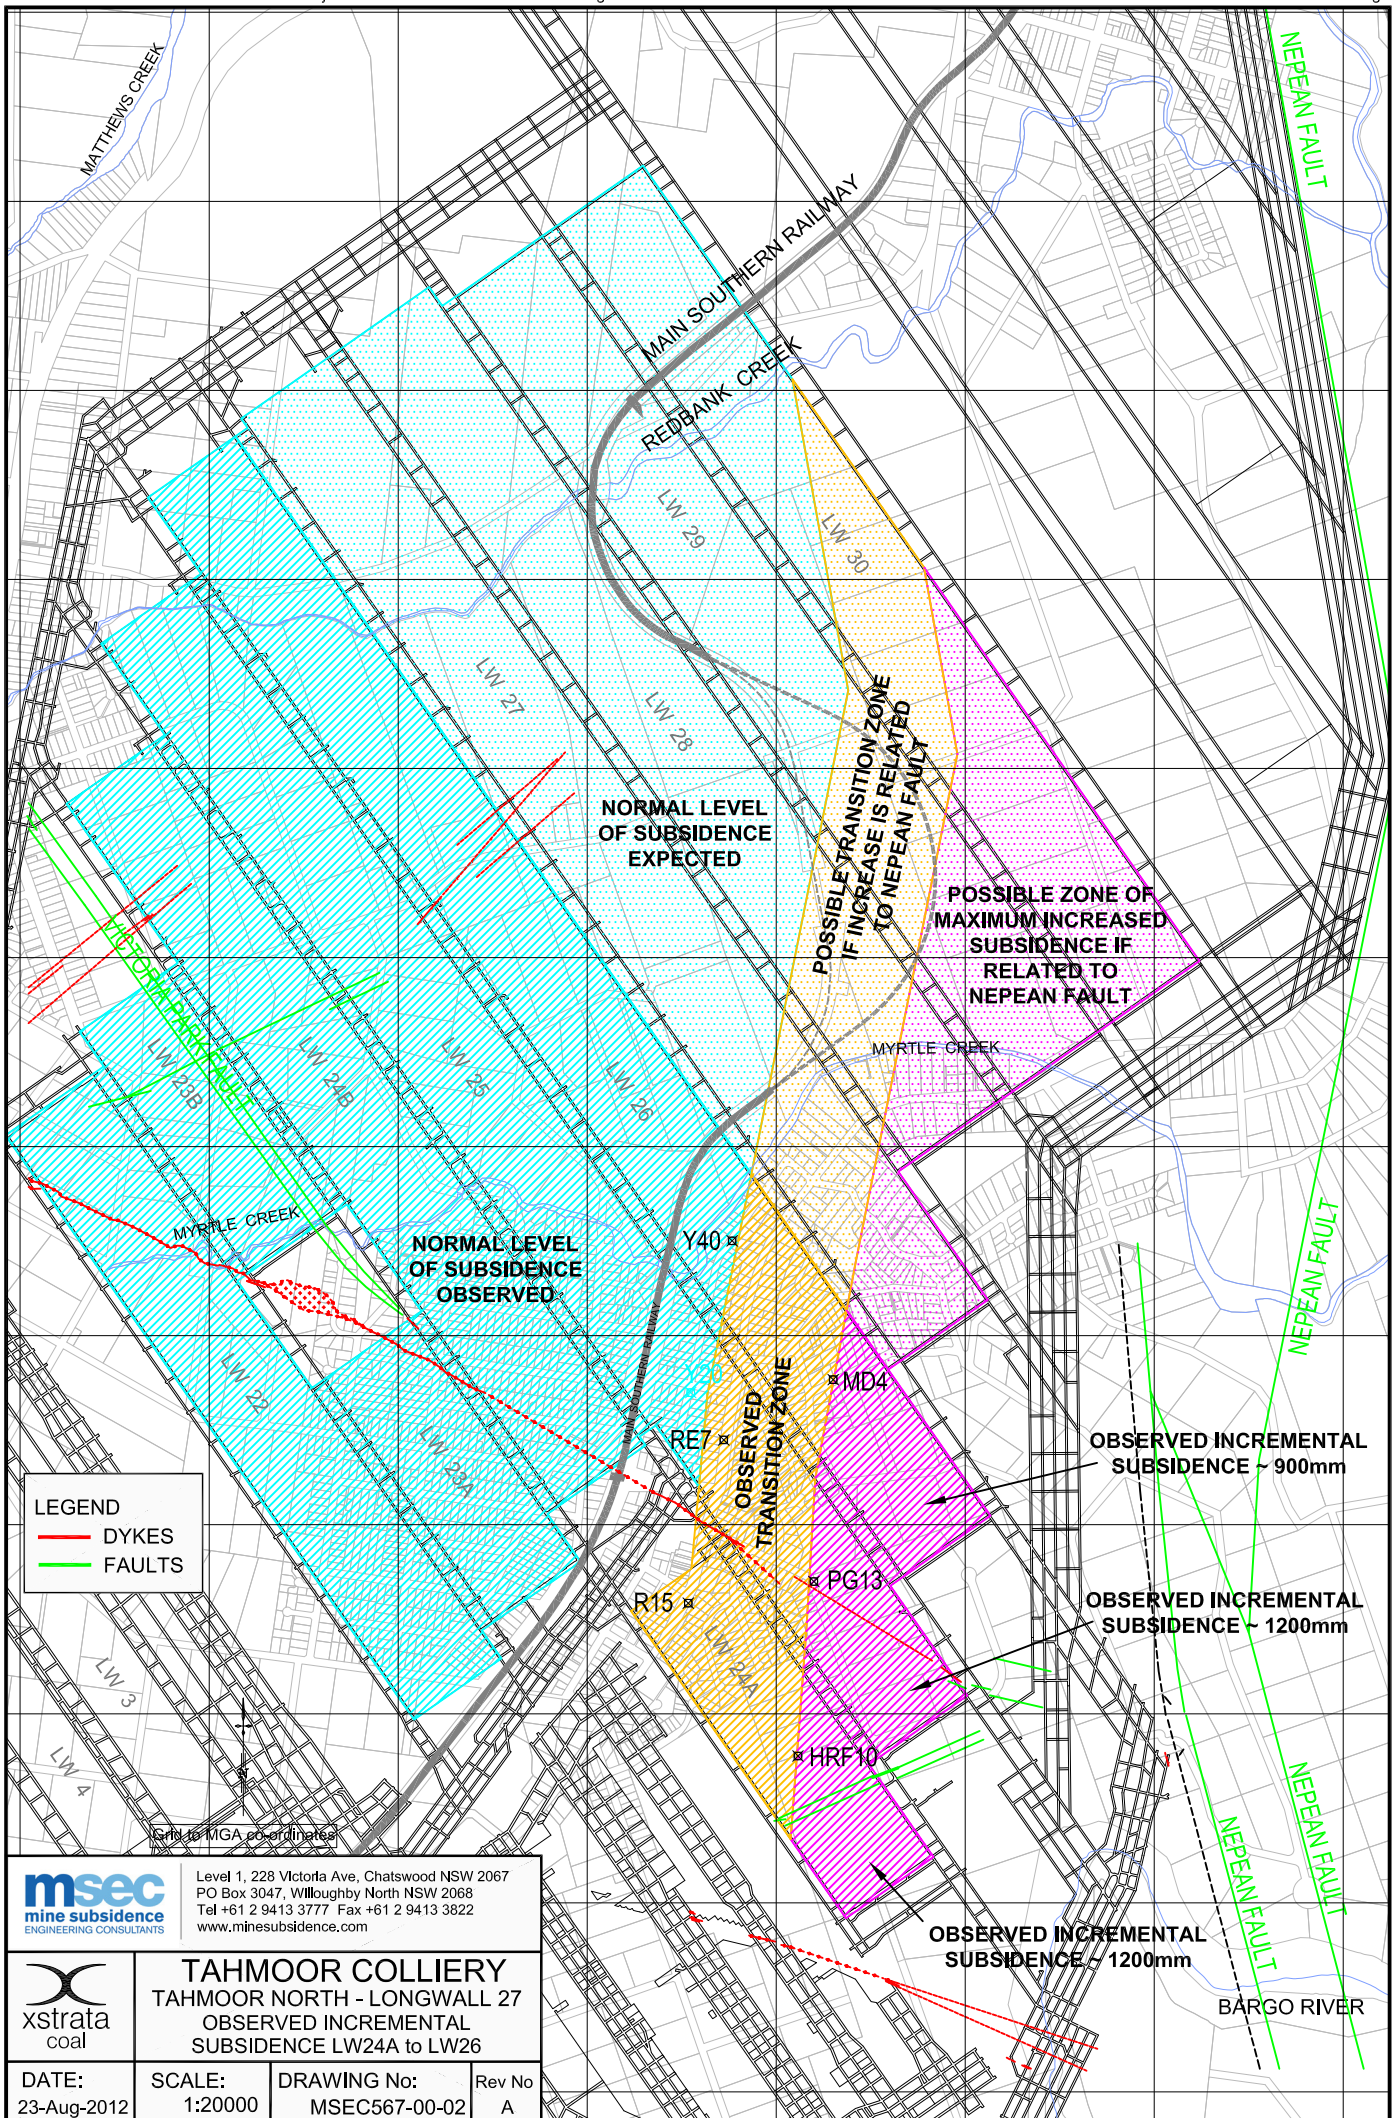 MATTHEWS CREEK
NEPEAN FAULT
MAIN SOUTHERN RAILWAY
REDBANK CREEK
LW 29
LW 30
LW 27
LW 28
POSSIBLE TRANSITION ZONE
IF INCREASE IS RELATED
TO NEPEAN FAULT
NORMAL LEVEL
OF SUBSIDENCE
EXPECTED
POSSIBLE ZONE OF
MAXIMUM INCREASED
SUBSIDENCE IF
RELATED TO
NEPEAN FAULT
VICTORIA PARK FAULT
LW 23B
LW 24B
LW 25
LW 26
MYRTLE CREEK
MYRTLE CREEK
NORMAL LEVEL
OF SUBSIDENCE
OBSERVED
Y40
NEPEAN FAULT
MAIN SOUTHERN RAILWAY
LW 22
MD4
OBSERVED
TRANSITION ZONE
RE7
LW 23A
OBSERVED INCREMENTAL
SUBSIDENCE ~ 900mm
LEGEND
DYKES
FAULTS
PG13
R15
OBSERVED INCREMENTAL
SUBSIDENCE ~ 1200mm
LW 24A
LW 3
LW 4
HRF10
NEPEAN FAULT
NEPEAN FAUL
Grid to MGA co-ordinates
OBSERVED INCREMENTAL
SUBSIDENCE ~ 1200mm
BARGO RIVER
msec
mine subsidence
ENGINEERING CONSULTANTS
Level 1, 228 Victoria Ave, Chatswood NSW 2067
PO Box 3047, Willoughby North NSW 2068
Tel +61 2 9413 3777 Fax +61 2 9413 3822
www.minesubsidence.com
xstrata
coal
TAHMOOR COLLIERY
TAHMOOR NORTH - LONGWALL 27
OBSERVED INCREMENTAL
SUBSIDENCE LW24A to LW26
DATE:
23-Aug-2012
SCALE:
1:20000
DRAWING No:
MSEC567-00-02
Rev No
A